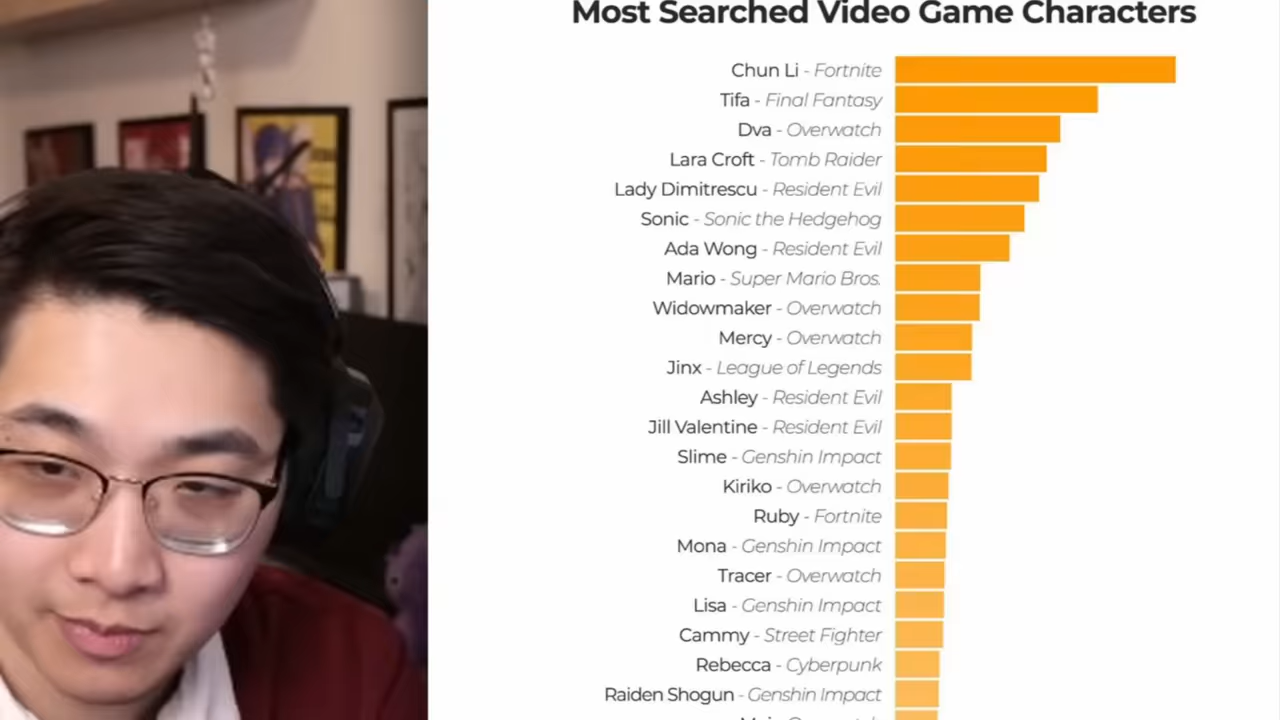 Most Searched Video Game Characters
Chun Li - Fortnite
Tifa - Final Fantasy
Dva - Overwatch
Lara Croft - Tomb Raider
Lady Dimitrescu - Resident Evil
Sonic - Sonic the Hedgehog
Ada Wong - Resident Evil
Mario - Super Mario Bros.
Widowmaker - Overwatch
Mercy - Overwatch
Jinx - League of Legends
Ashley - Resident Evil
Jill Valentine - Resident Evil
Slime - Genshin Impact
Kiriko - Overwatch
Ruby - Fortnite
Mona - Genshin Impact
Tracer - Overwatch
Lisa - Genshin Impact
Cammy - Street Fighter
Rebecca - Cyberpunk
Raiden Shogun - Genshin Impact